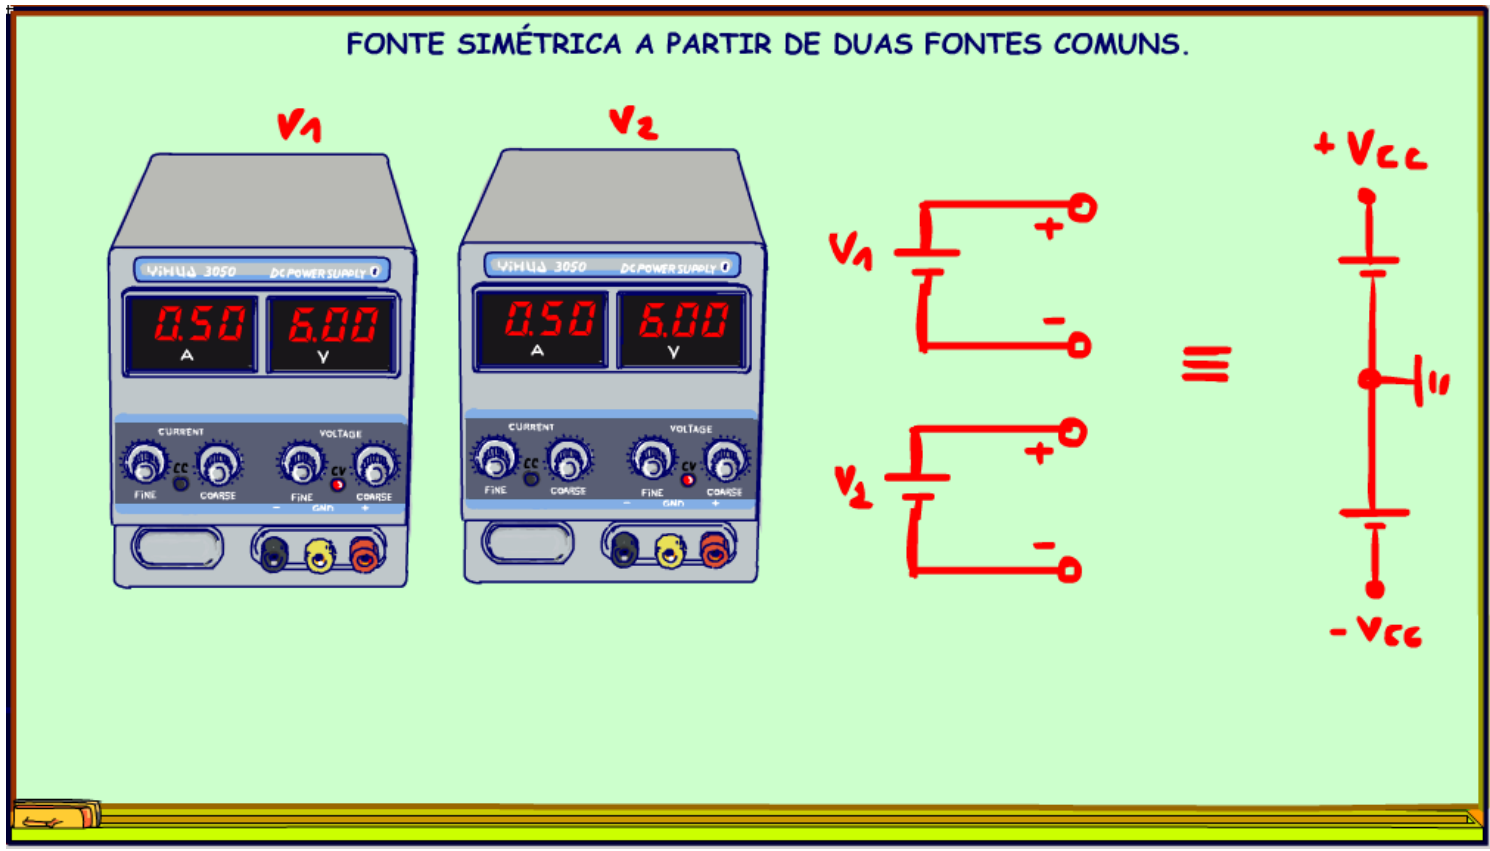 FONTE SIMÉTRICA A PARTIR DE DUAS FONTES COMUNS.
V1
V2
YiHUA 3050 DC POWER SUPPLY
0.50 6.00
A V
CURRENT VOLTAGE
CC CV
FiNE COARSE FiNE COARSE
- GND +
YiHUA 3050 DC POWER SUPPLY
0.50 6.00
A V
CURRENT VOLTAGE
CC CV
FiNE COARSE FiNE COARSE
- GND +
V1
+
-
V2
+
-
≡
+Vcc
-Vcc